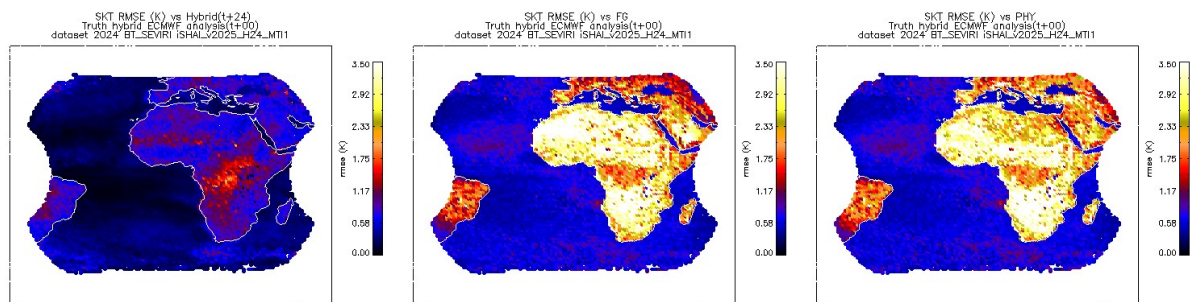 SKT RMSE (K) vs Hybrid(t+24)
Truth hybrid ECMWF analysis(t+00)
dataset 2024 BT_SEVIRI iSHAI_v2025_H24_MTI1
3.50
2.92
2.33
1.75
1.17
0.58
0.00
rmse (K)
SKT RMSE (K) vs FG
Truth hybrid ECMWF analysis(t+00)
dataset 2024 BT_SEVIRI iSHAI_v2025_H24_MTI1
3.50
2.92
2.33
1.75
1.17
0.58
0.00
rmse (K)
SKT RMSE (K) vs PHY
Truth hybrid ECMWF analysis(t+00)
dataset 2024 BT_SEVIRI iSHAI_v2025_H24_MTI1
3.50
2.92
2.33
1.75
1.17
0.58
0.00
rmse (K)